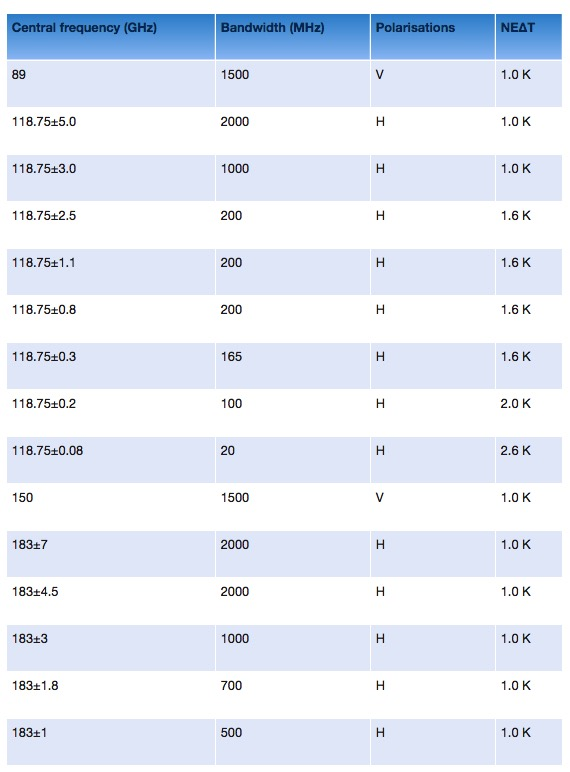 Central frequency (GHz) Bandwidth (MHz) Polarisations NEΔT
89 1500 V 1.0 K
118.75±5.0 2000 H 1.0 K
118.75±3.0 1000 H 1.0 K
118.75±2.5 200 H 1.6 K
118.75±1.1 200 H 1.6 K
118.75±0.8 200 H 1.6 K
118.75±0.3 165 H 1.6 K
118.75±0.2 100 H 2.0 K
118.75±0.08 20 H 2.6 K
150 1500 V 1.0 K
183±7 2000 H 1.0 K
183±4.5 2000 H 1.0 K
183±3 1000 H 1.0 K
183±1.8 700 H 1.0 K
183±1 500 H 1.0 K